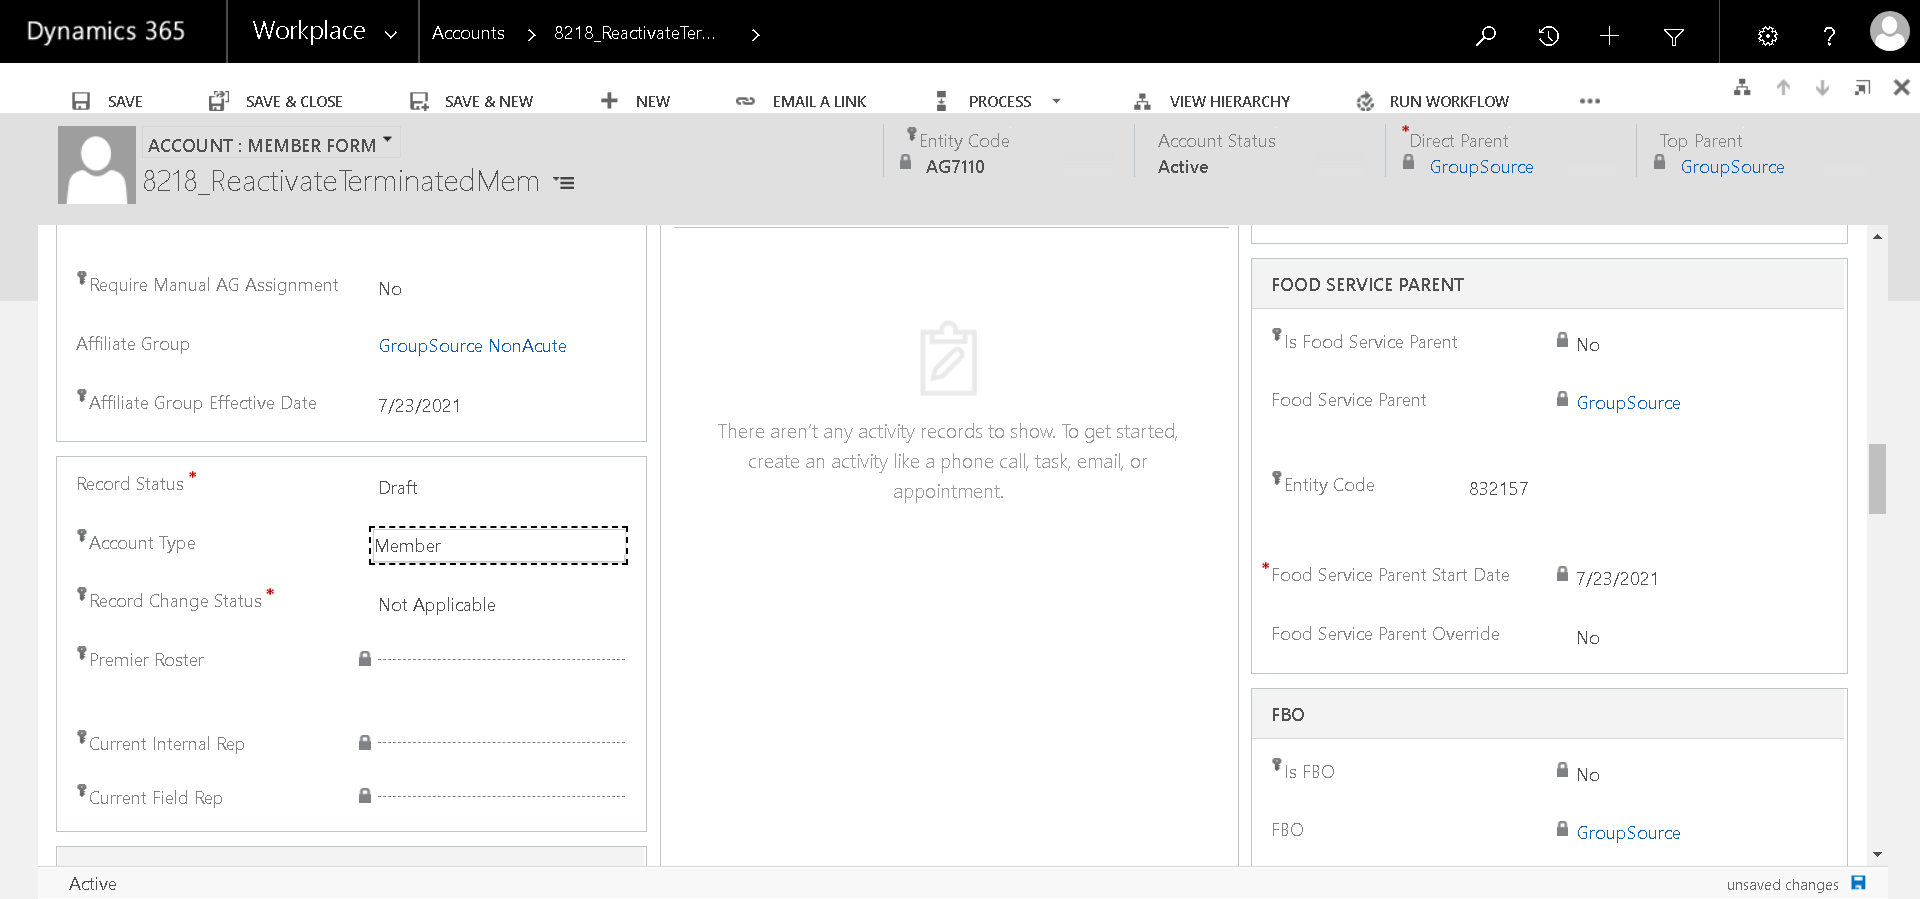 Dynamics 365
Workplace
Accounts
8218_ReactivateTer...
SAVE
SAVE & CLOSE
SAVE & NEW
NEW
EMAIL A LINK
PROCESS
VIEW HIERARCHY
RUN WORKFLOW
ACCOUNT : MEMBER FORM
8218_ReactivateTerminatedMem
Entity Code
AG7110
Account Status
Active
*Direct Parent
GroupSource
Top Parent
GroupSource
Require Manual AG Assignment No
Affiliate Group GroupSource NonAcute
Affiliate Group Effective Date 7/23/2021
Record Status * Draft
Account Type Member
Record Change Status * Not Applicable
Premier Roster
Current Internal Rep
Current Field Rep
There aren't any activity records to show. To get started,
create an activity like a phone call, task, email, or
appointment.
FOOD SERVICE PARENT
Is Food Service Parent No
Food Service Parent GroupSource
Entity Code 832157
*Food Service Parent Start Date 7/23/2021
Food Service Parent Override No
FBO
Is FBO No
FBO GroupSource
Active
unsaved changes